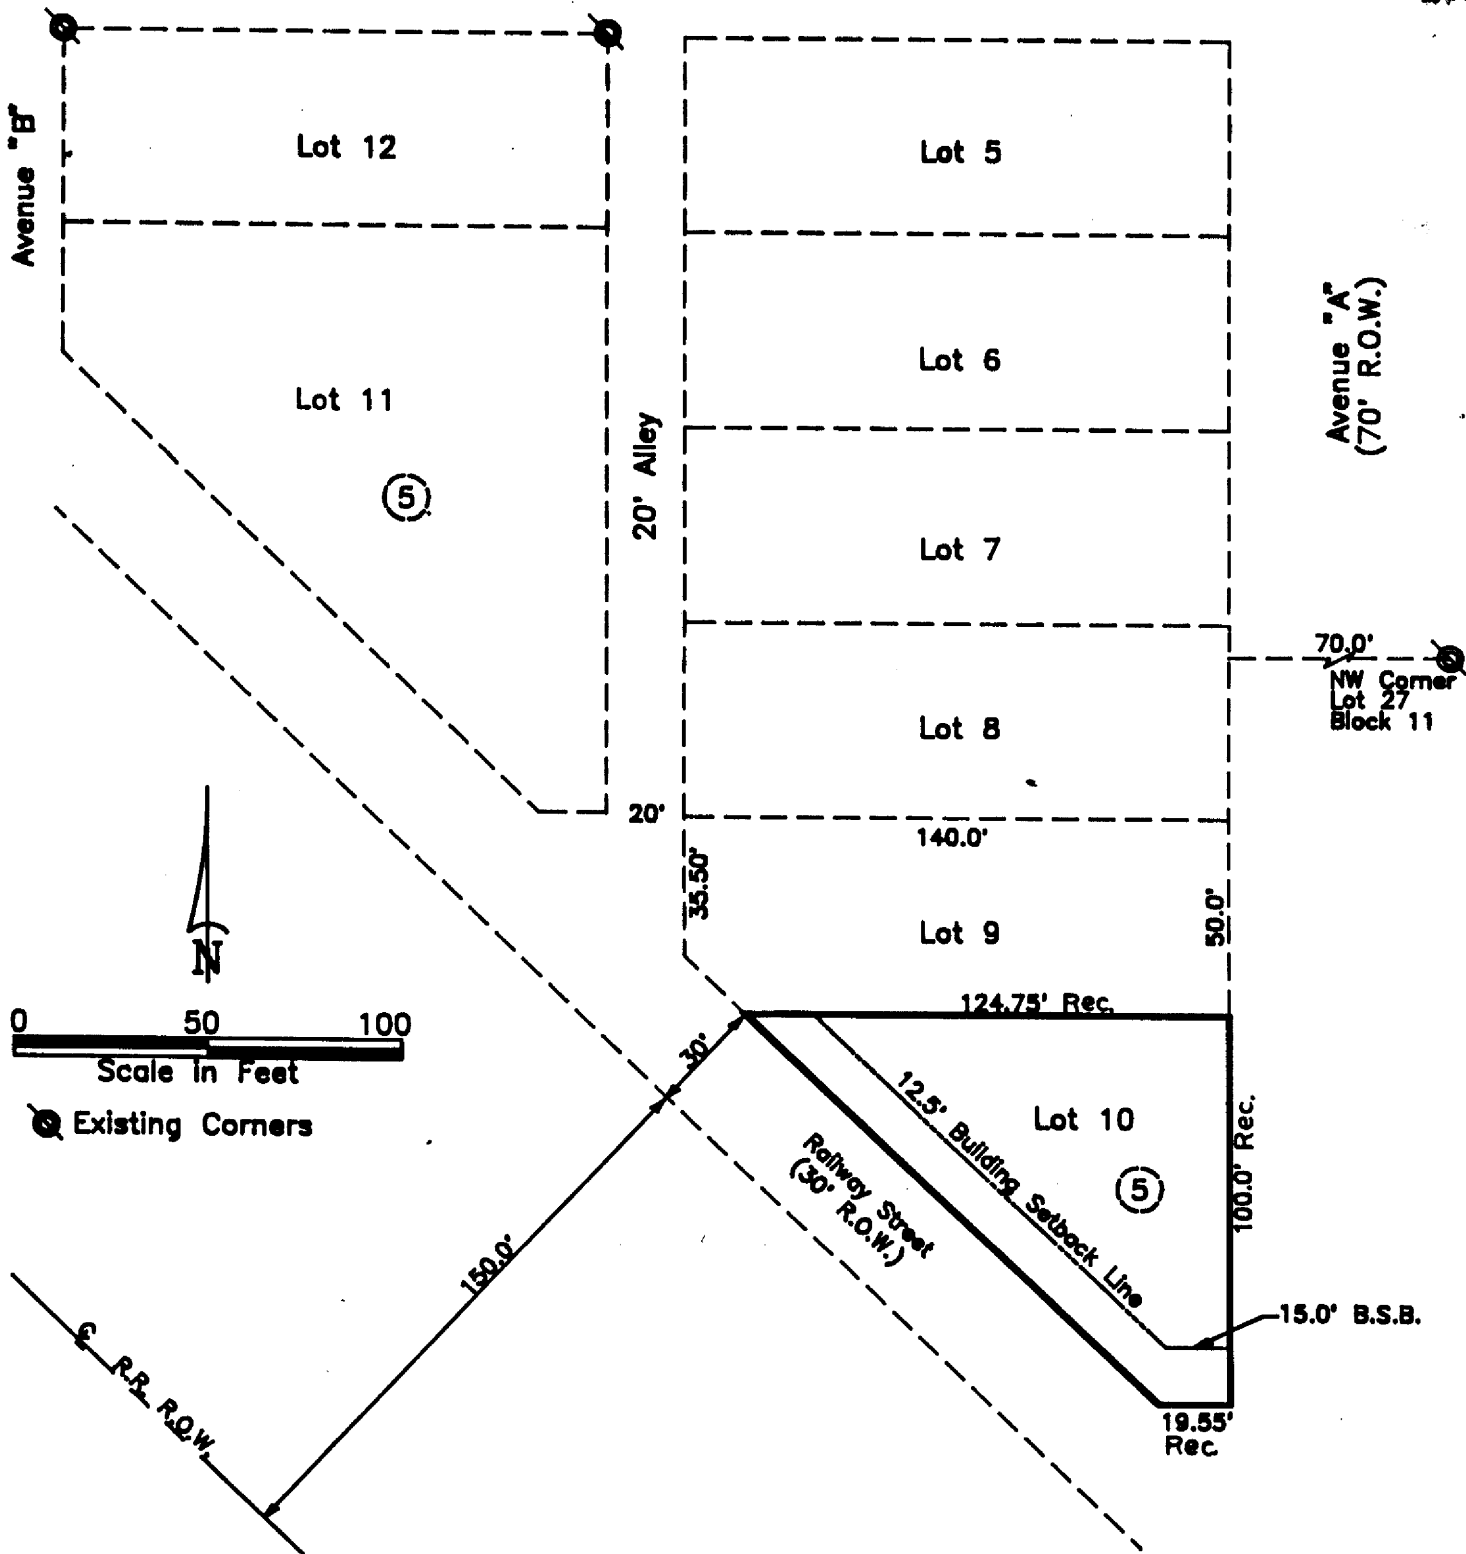 Avenue "B"
Lot 12
Lot 5
Avenue "A"
(70' R.O.W.)
Lot 6
Lot 11
5
20' Alley
Lot 7
70.0'
NW Corner
Lot 27
Block 11
Lot 8
20'
140.0'
35.50'
50.0'
Lot 9
N
124.75' Rec.
0 50 100
Scale in Feet
30'
Existing Corners
12.5' Building Setback Line
Lot 10
5
100.0' Rec.
Railway Street
(30' R.O.W.)
150.0'
15.0' B.S.B.
℄ R.R. R.O.W.
19.55'
Rec.